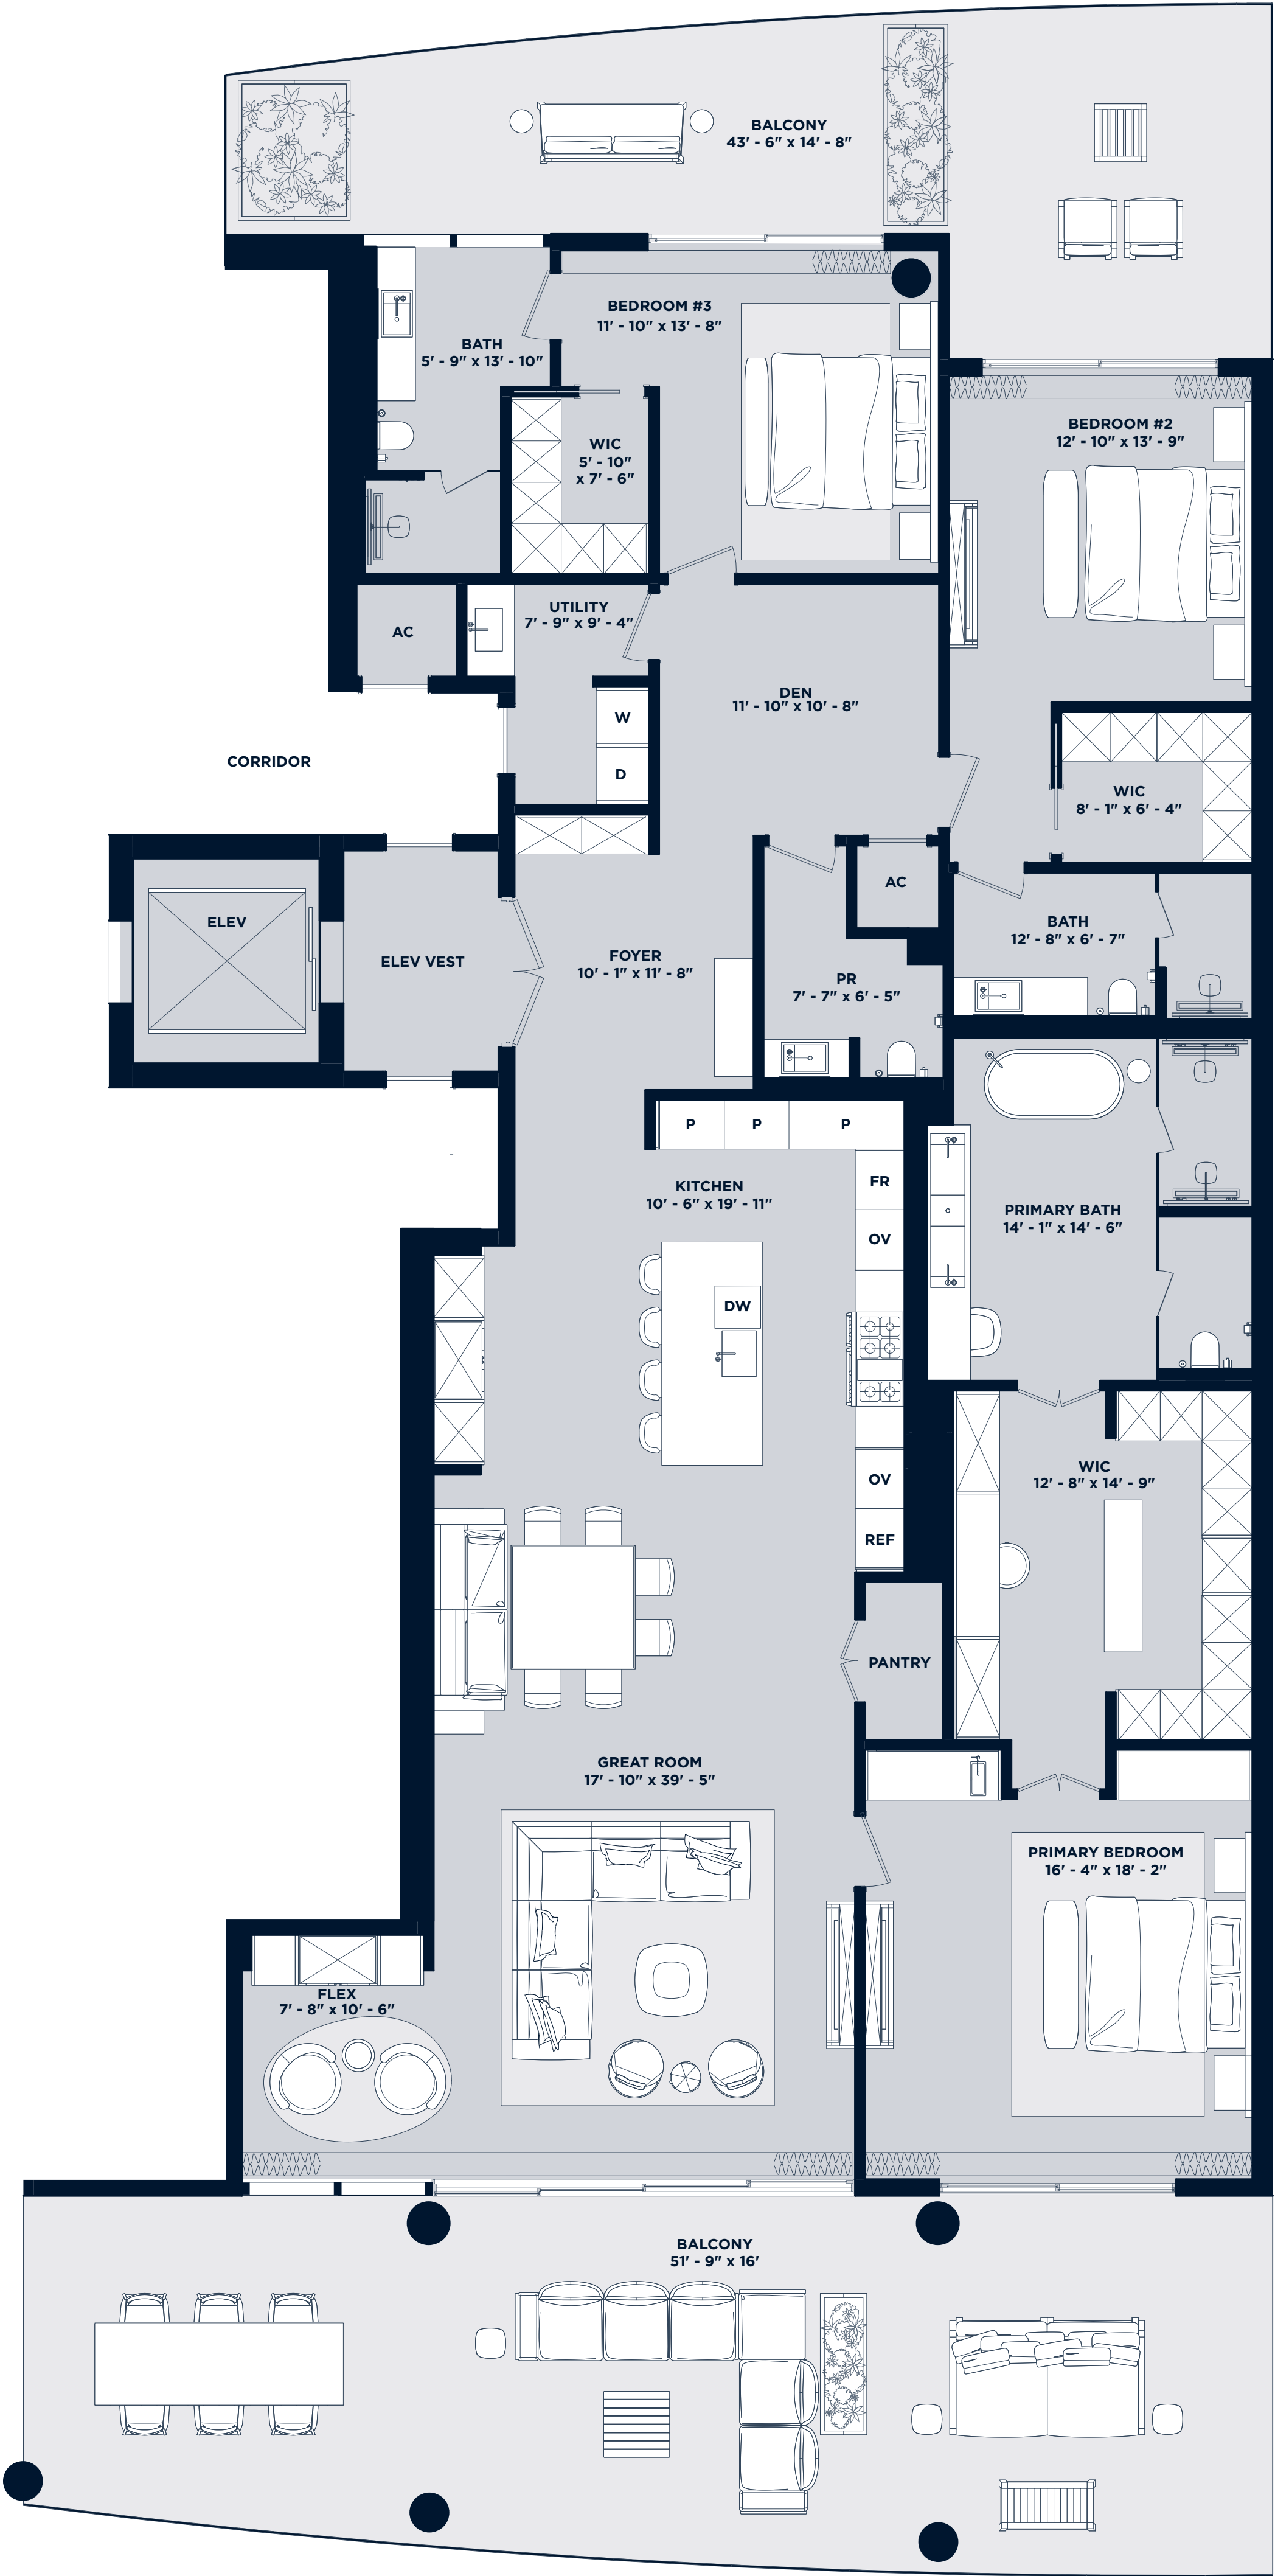 BALCONY
43' - 6" x 14' - 8"
BEDROOM #3
11' - 10" x 13' - 8"
BATH
5' - 9" x 13' - 10"
BEDROOM #2
12' - 10" x 13' - 9"
WIC
5' - 10"
x 7' - 6"
UTILITY
7' - 9" x 9' - 4"
AC
DEN
11' - 10" x 10' - 8"
W
D
CORRIDOR
WIC
8' - 1" x 6' - 4"
AC
ELEV
ELEV VEST
FOYER
10' - 1" x 11' - 8"
BATH
12' - 8" x 6' - 7"
PR
7' - 7" x 6' - 5"
P
P
P
KITCHEN
10' - 6" x 19' - 11"
FR
OV
PRIMARY BATH
14' - 1" x 14' - 6"
DW
OV
REF
WIC
12' - 8" x 14' - 9"
PANTRY
GREAT ROOM
17' - 10" x 39' - 5"
PRIMARY BEDROOM
16' - 4" x 18' - 2"
FLEX
7' - 8" x 10' - 6"
BALCONY
51' - 9" x 16'